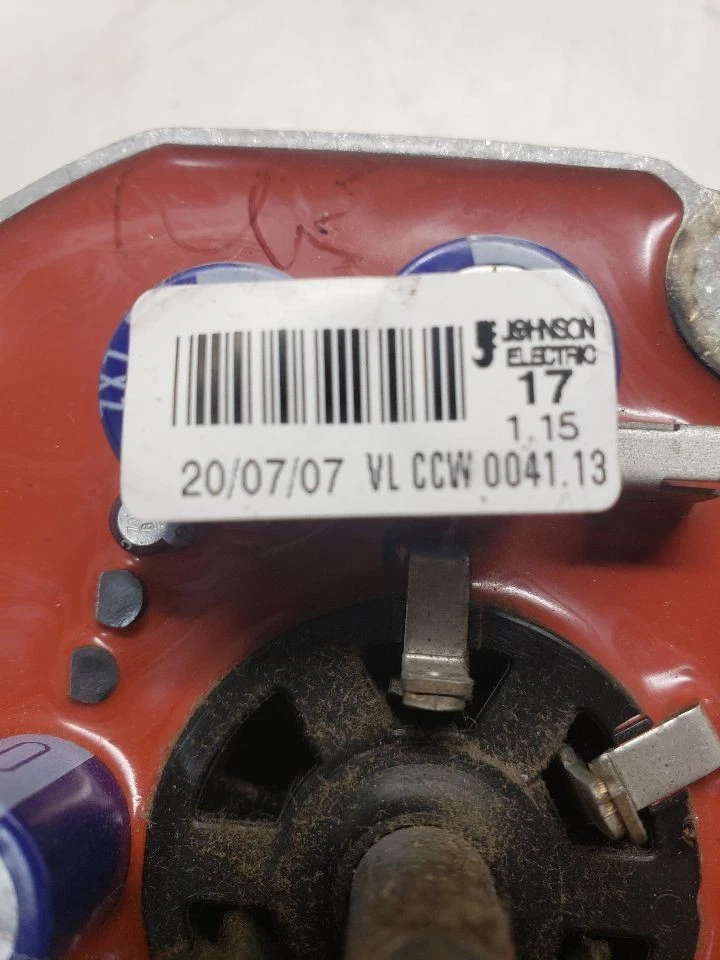 JOHNSON
ELECTRIC
17
1.15
20/07/07 VL CCW 0041.13